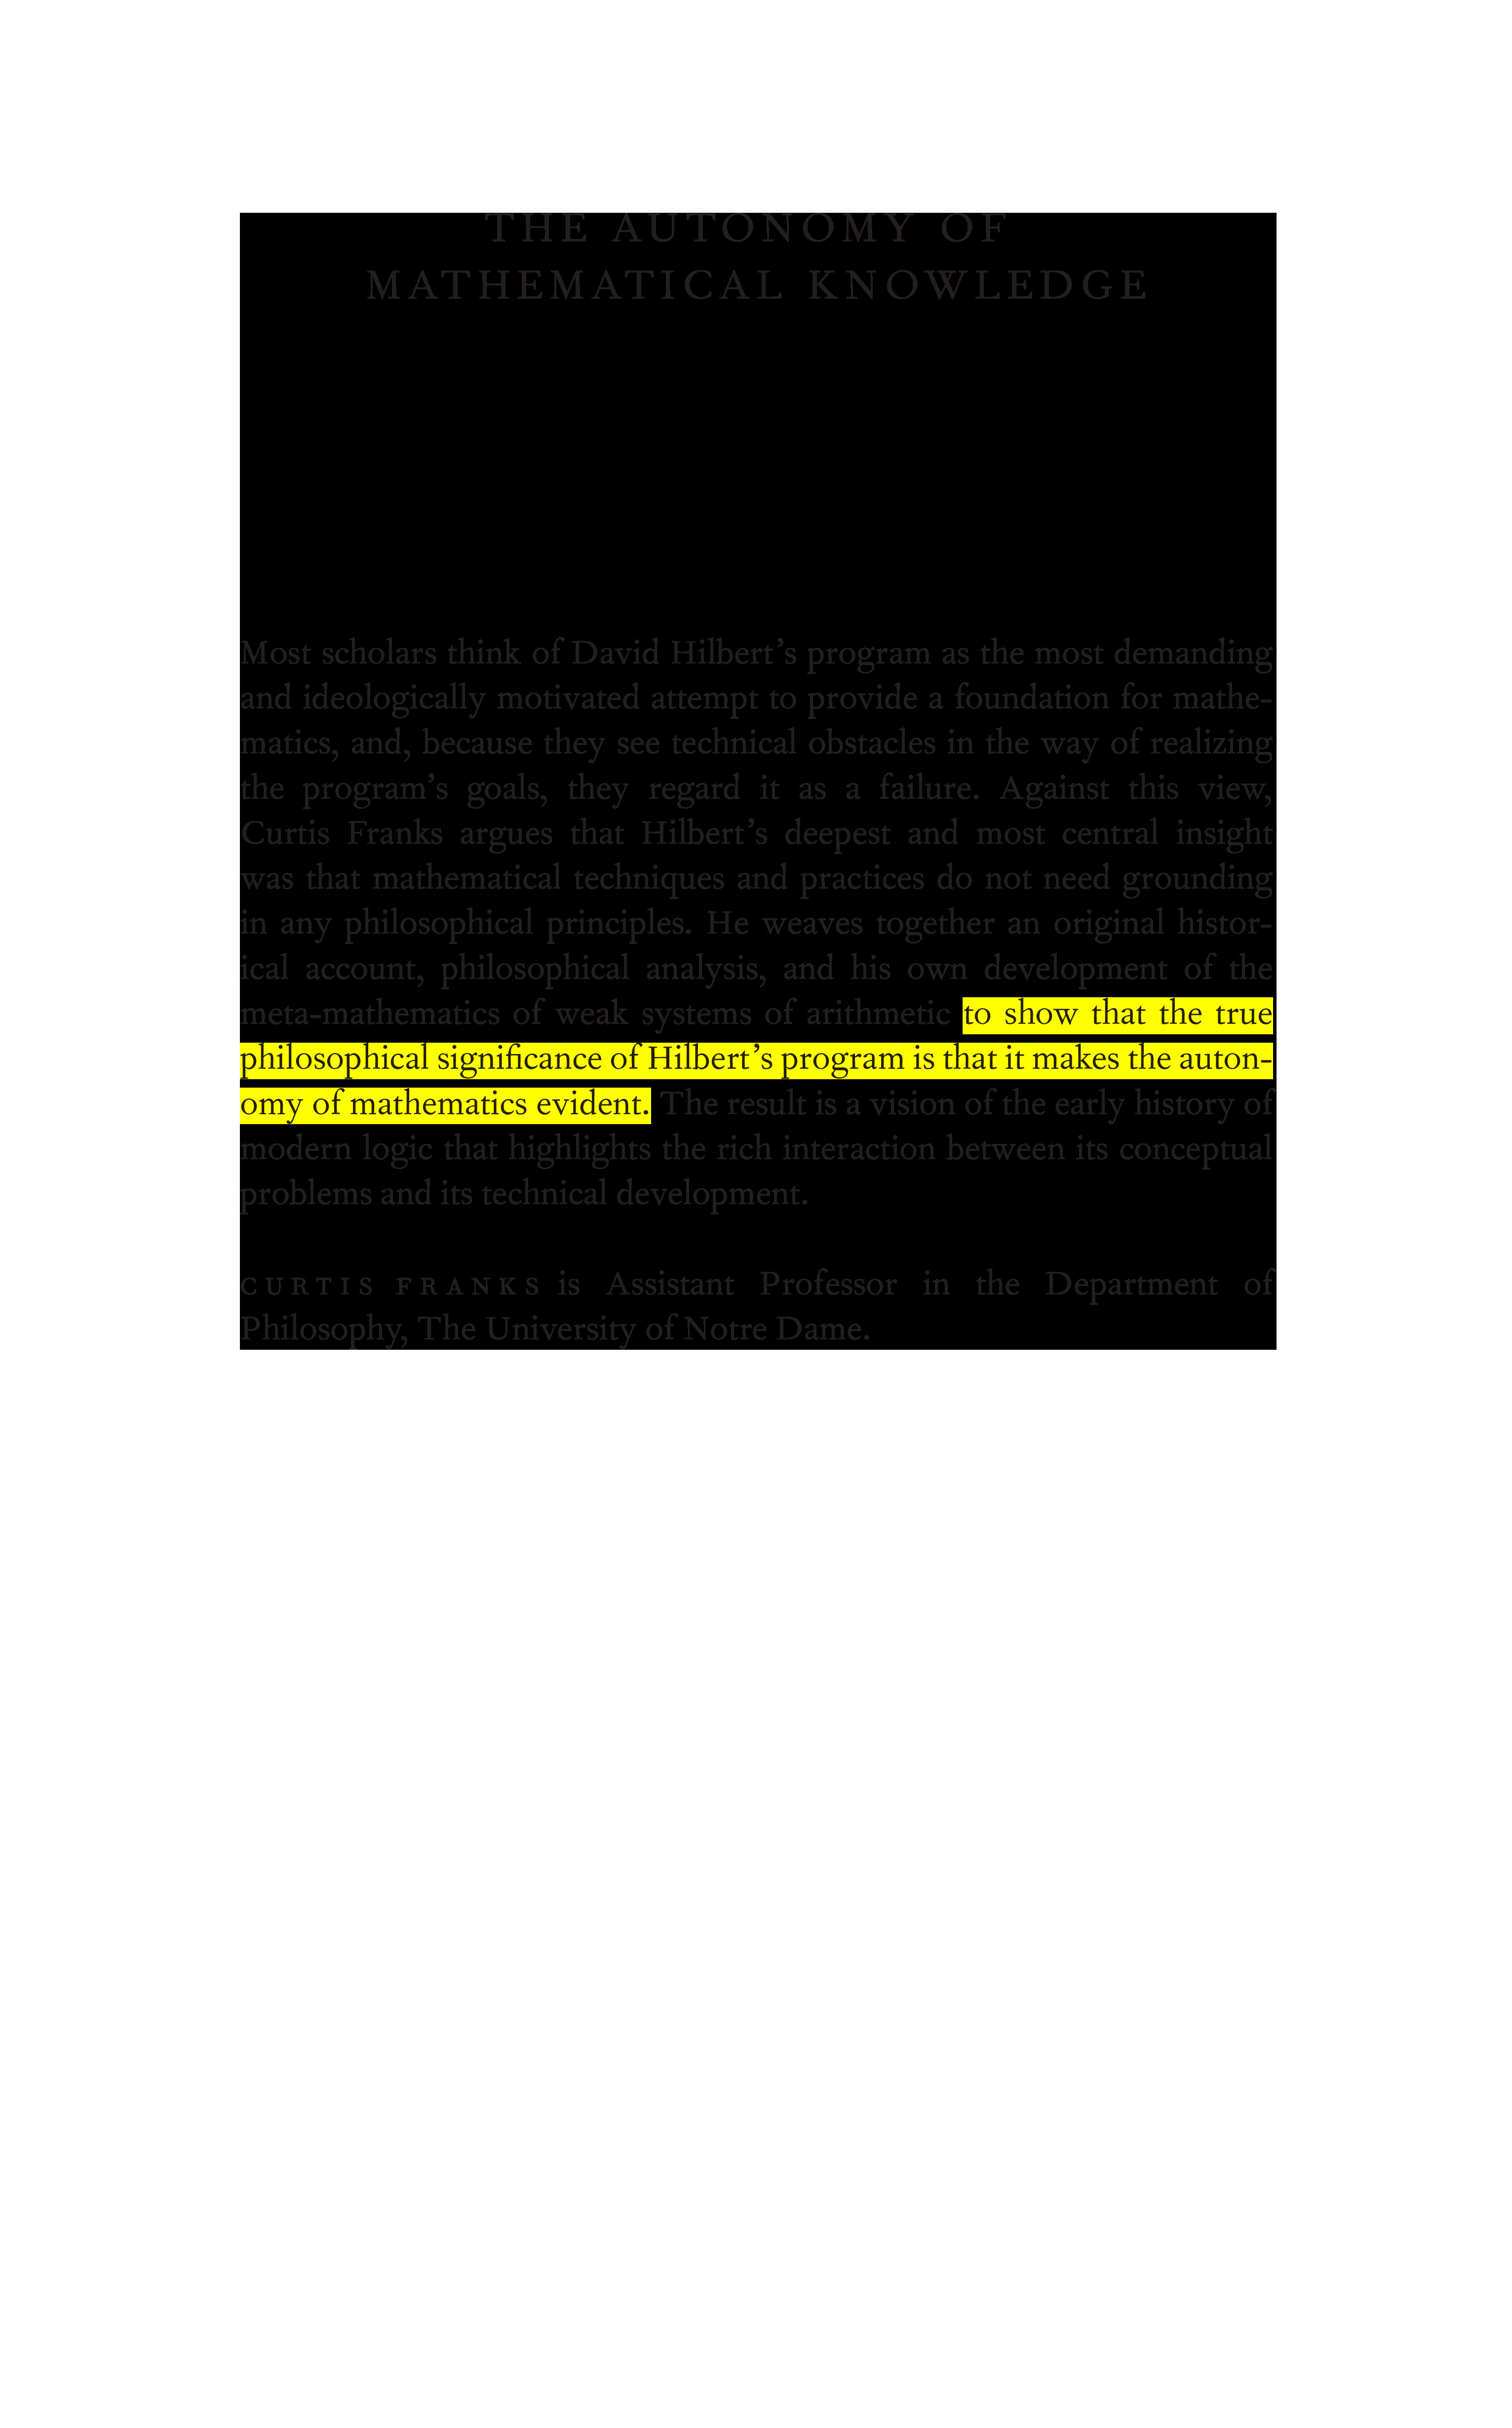 THE AUTONOMY OF
MATHEMATICAL KNOWLEDGE
Most scholars think of David Hilbert’s program as the most demanding
and ideologically motivated attempt to provide a foundation for mathe-
matics, and, because they see technical obstacles in the way of realizing
the program’s goals, they regard it as a failure. Against this view,
Curtis Franks argues that Hilbert’s deepest and most central insight
was that mathematical techniques and practices do not need grounding
in any philosophical principles. He weaves together an original histor-
ical account, philosophical analysis, and his own development of the
meta-mathematics of weak systems of arithmetic to show that the true
philosophical significance of Hilbert’s program is that it makes the auton-
omy of mathematics evident. The result is a vision of the early history of
modern logic that highlights the rich interaction between its conceptual
problems and its technical development.
CURTIS FRANKS is Assistant Professor in the Department of
Philosophy, The University of Notre Dame.